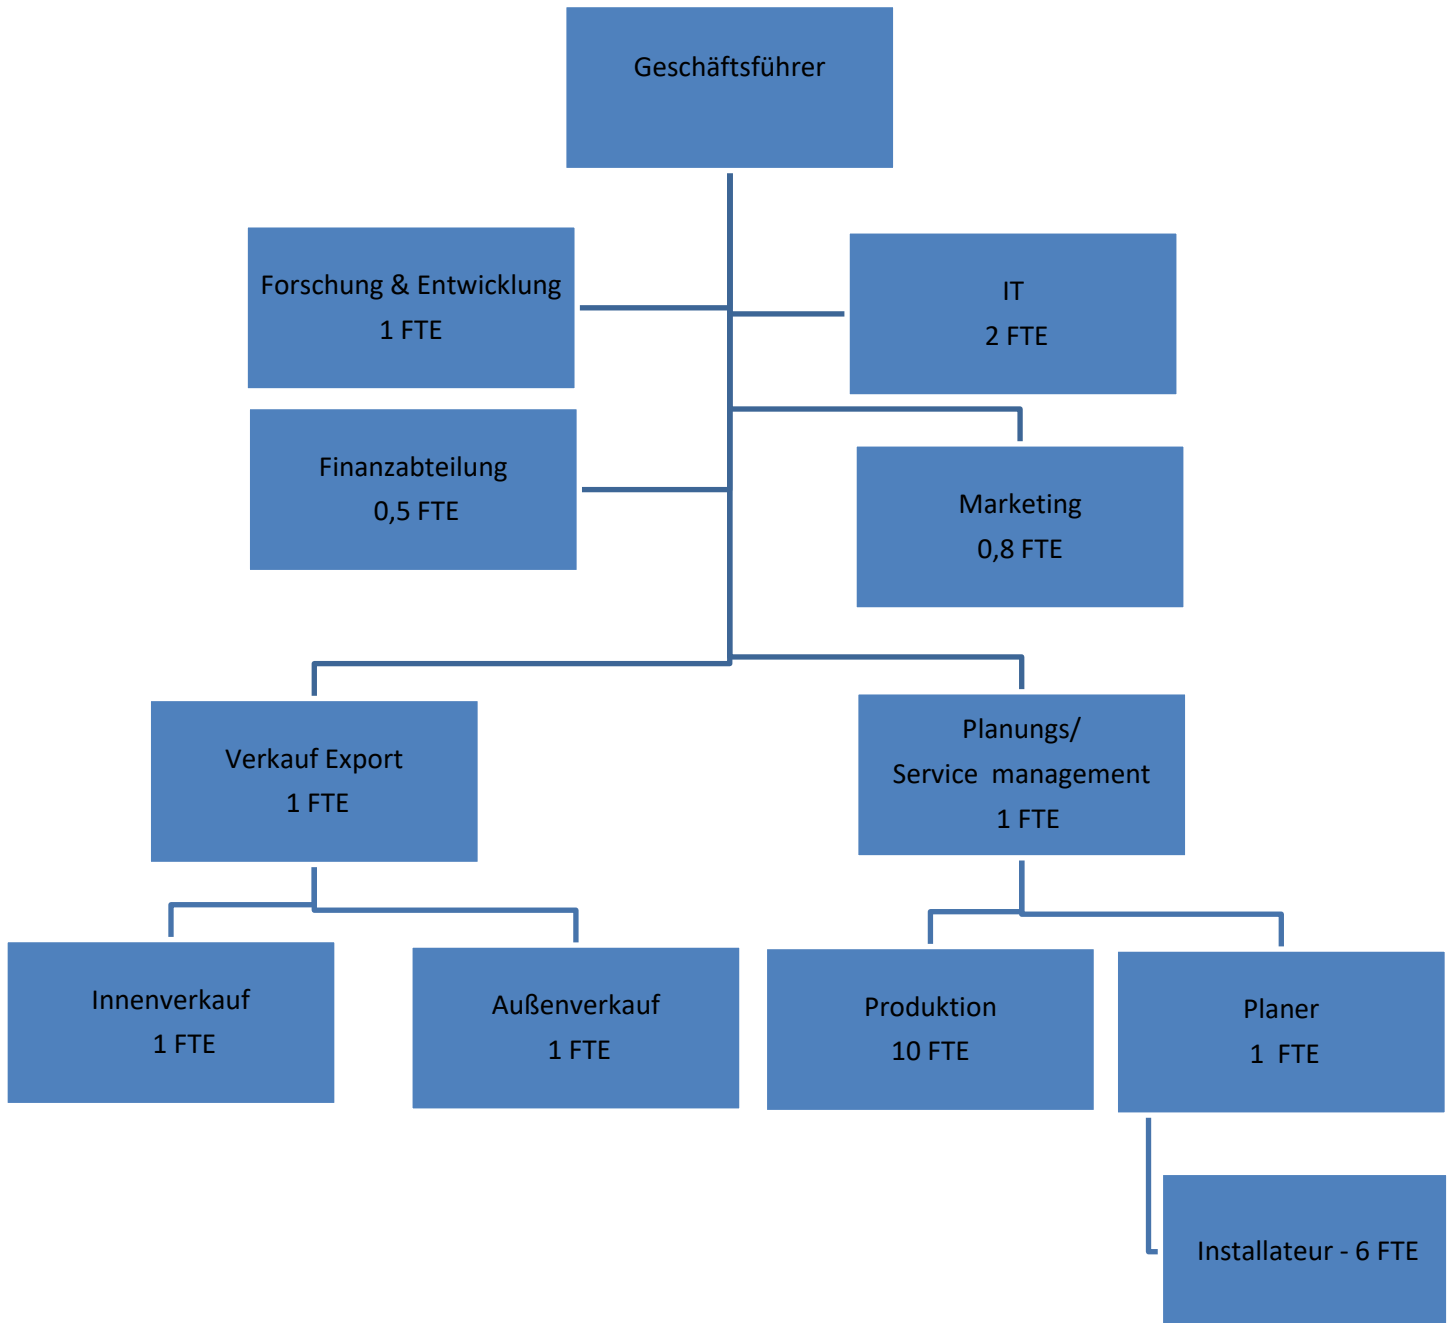 Geschäftsführer
Forschung & Entwicklung
1 FTE
IT
2 FTE
Finanzabteilung
0,5 FTE
Marketing
0,8 FTE
Verkauf Export
1 FTE
Planungs/
Service  management
1 FTE
Innenverkauf
1 FTE
Außenverkauf
1 FTE
Produktion
10 FTE
Planer
1  FTE
Installateur - 6 FTE